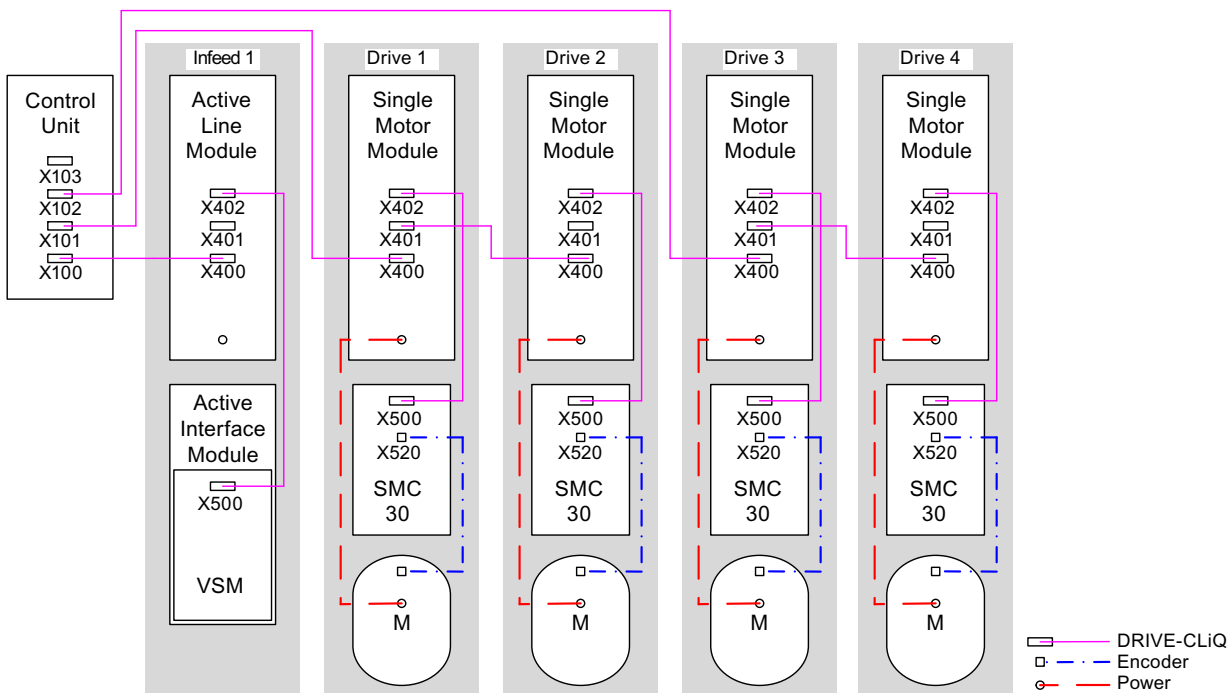 Infeed 1
Drive 1
Drive 2
Drive 3
Drive 4
Control
Unit
X103
X102
X101
X100
Active
Line
Module
X402
X401
X400
Active
Interface
Module
X500
VSM
Single
Motor
Module
X402
X401
X400
X500
X520
SMC
30
M
Single
Motor
Module
X402
X401
X400
X500
X520
SMC
30
M
Single
Motor
Module
X402
X401
X400
X500
X520
SMC
30
M
Single
Motor
Module
X402
X401
X400
X500
X520
SMC
30
M
DRIVE-CLiQ
Encoder
Power